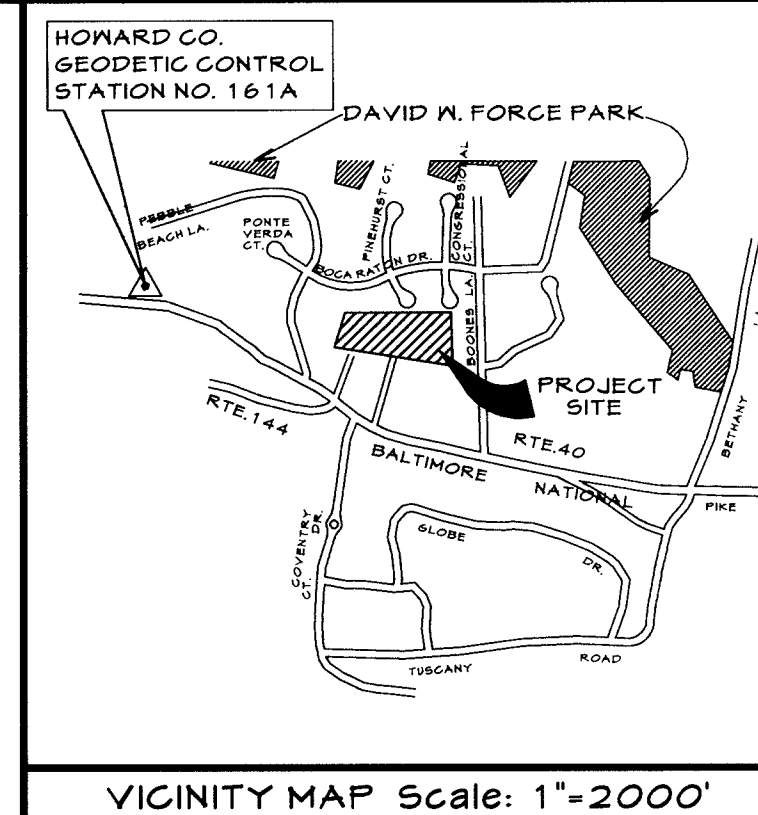 HOWARD CO.
GEODETIC CONTROL
STATION NO. 161A
DAVID W. FORCE PARK
PEBBLE
BEACH LA.
PONTE
VERDA
CT.
PINEHURST CT.
CONGRESSIONAL
CT.
BOCA RATON DR.
BOONES LA.
PROJECT
SITE
RTE.144
BALTIMORE
NATIONAL
PIKE
RTE.40
BETHANY
COVENTRY
CT.
DR.
GLOBE
DR.
TUSCANY
ROAD
VICINITY MAP Scale: 1"=2000'